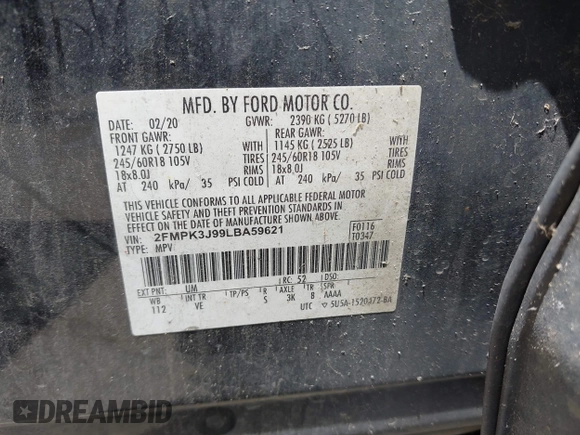 MFD. BY FORD MOTOR CO.
DATE: 02/20 GVWR: 2390 KG ( 5270 LB)
FRONT GAWR: REAR GAWR:
1247 KG ( 2750 LB) WITH 1145 KG ( 2525 LB) WITH
245/60R18 105V TIRES 245/60R18 105V TIRES
18x8.0J RIMS 18x8.0J RIMS
AT 240 kPa/ 35 PSI COLD AT 240 kPa/ 35 PSI COLD
THIS VEHICLE CONFORMS TO ALL APPLICABLE FEDERAL MOTOR
VEHICLE SAFETY AND THEFT PREVENTION STANDARDS IN
EFFECT ON THE DATE OF MANUFACTURE SHOWN ABOVE.
VIN: 2FMPK3J99LBA59621 F0116
TYPE: MPV T0347
EXT PNT: UM RC: 52 DSO:
WB INT TR TP/PS R AXLE TR SPR
112 VE S 3K 8 AAAA
UTC 5U5A-1520472-BA
DREAMBID